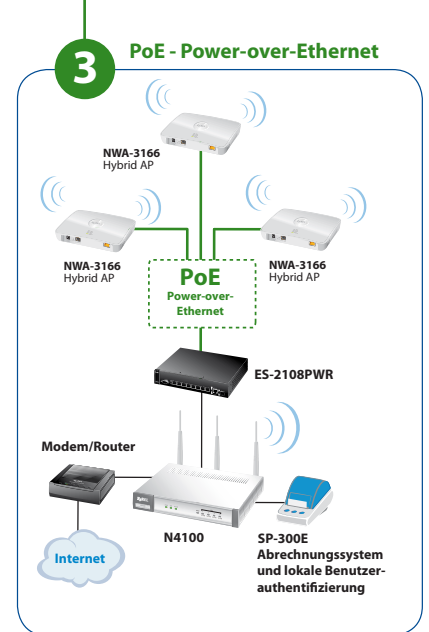 3
PoE - Power-over-Ethernet
NWA-3166
Hybrid AP
NWA-3166
Hybrid AP
NWA-3166
Hybrid AP
PoE
Power-over-
Ethernet
ES-2108PWR
Modem/Router
N4100
Internet
SP-300E
Abrechnungssystem
und lokale Benutzer-
authentifizierung